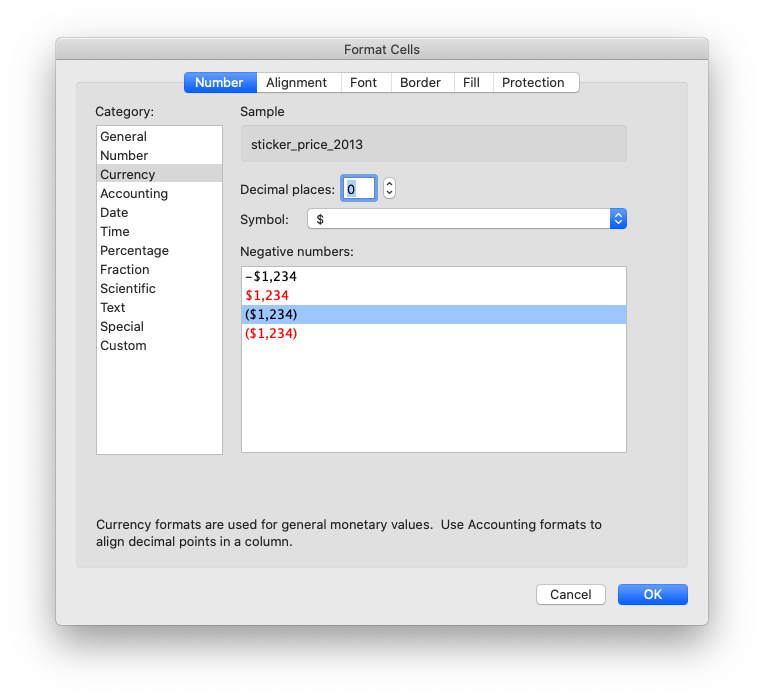 Format Cells
Number Alignment Font Border Fill Protection
Category:
General
Number
Currency
Accounting
Date
Time
Percentage
Fraction
Scientific
Text
Special
Custom
Sample
sticker_price_2013
Decimal places: 0
Symbol: $
Negative numbers:
–$1,234
$1,234
($1,234)
($1,234)
Currency formats are used for general monetary values.  Use Accounting formats to
align decimal points in a column.
Cancel OK